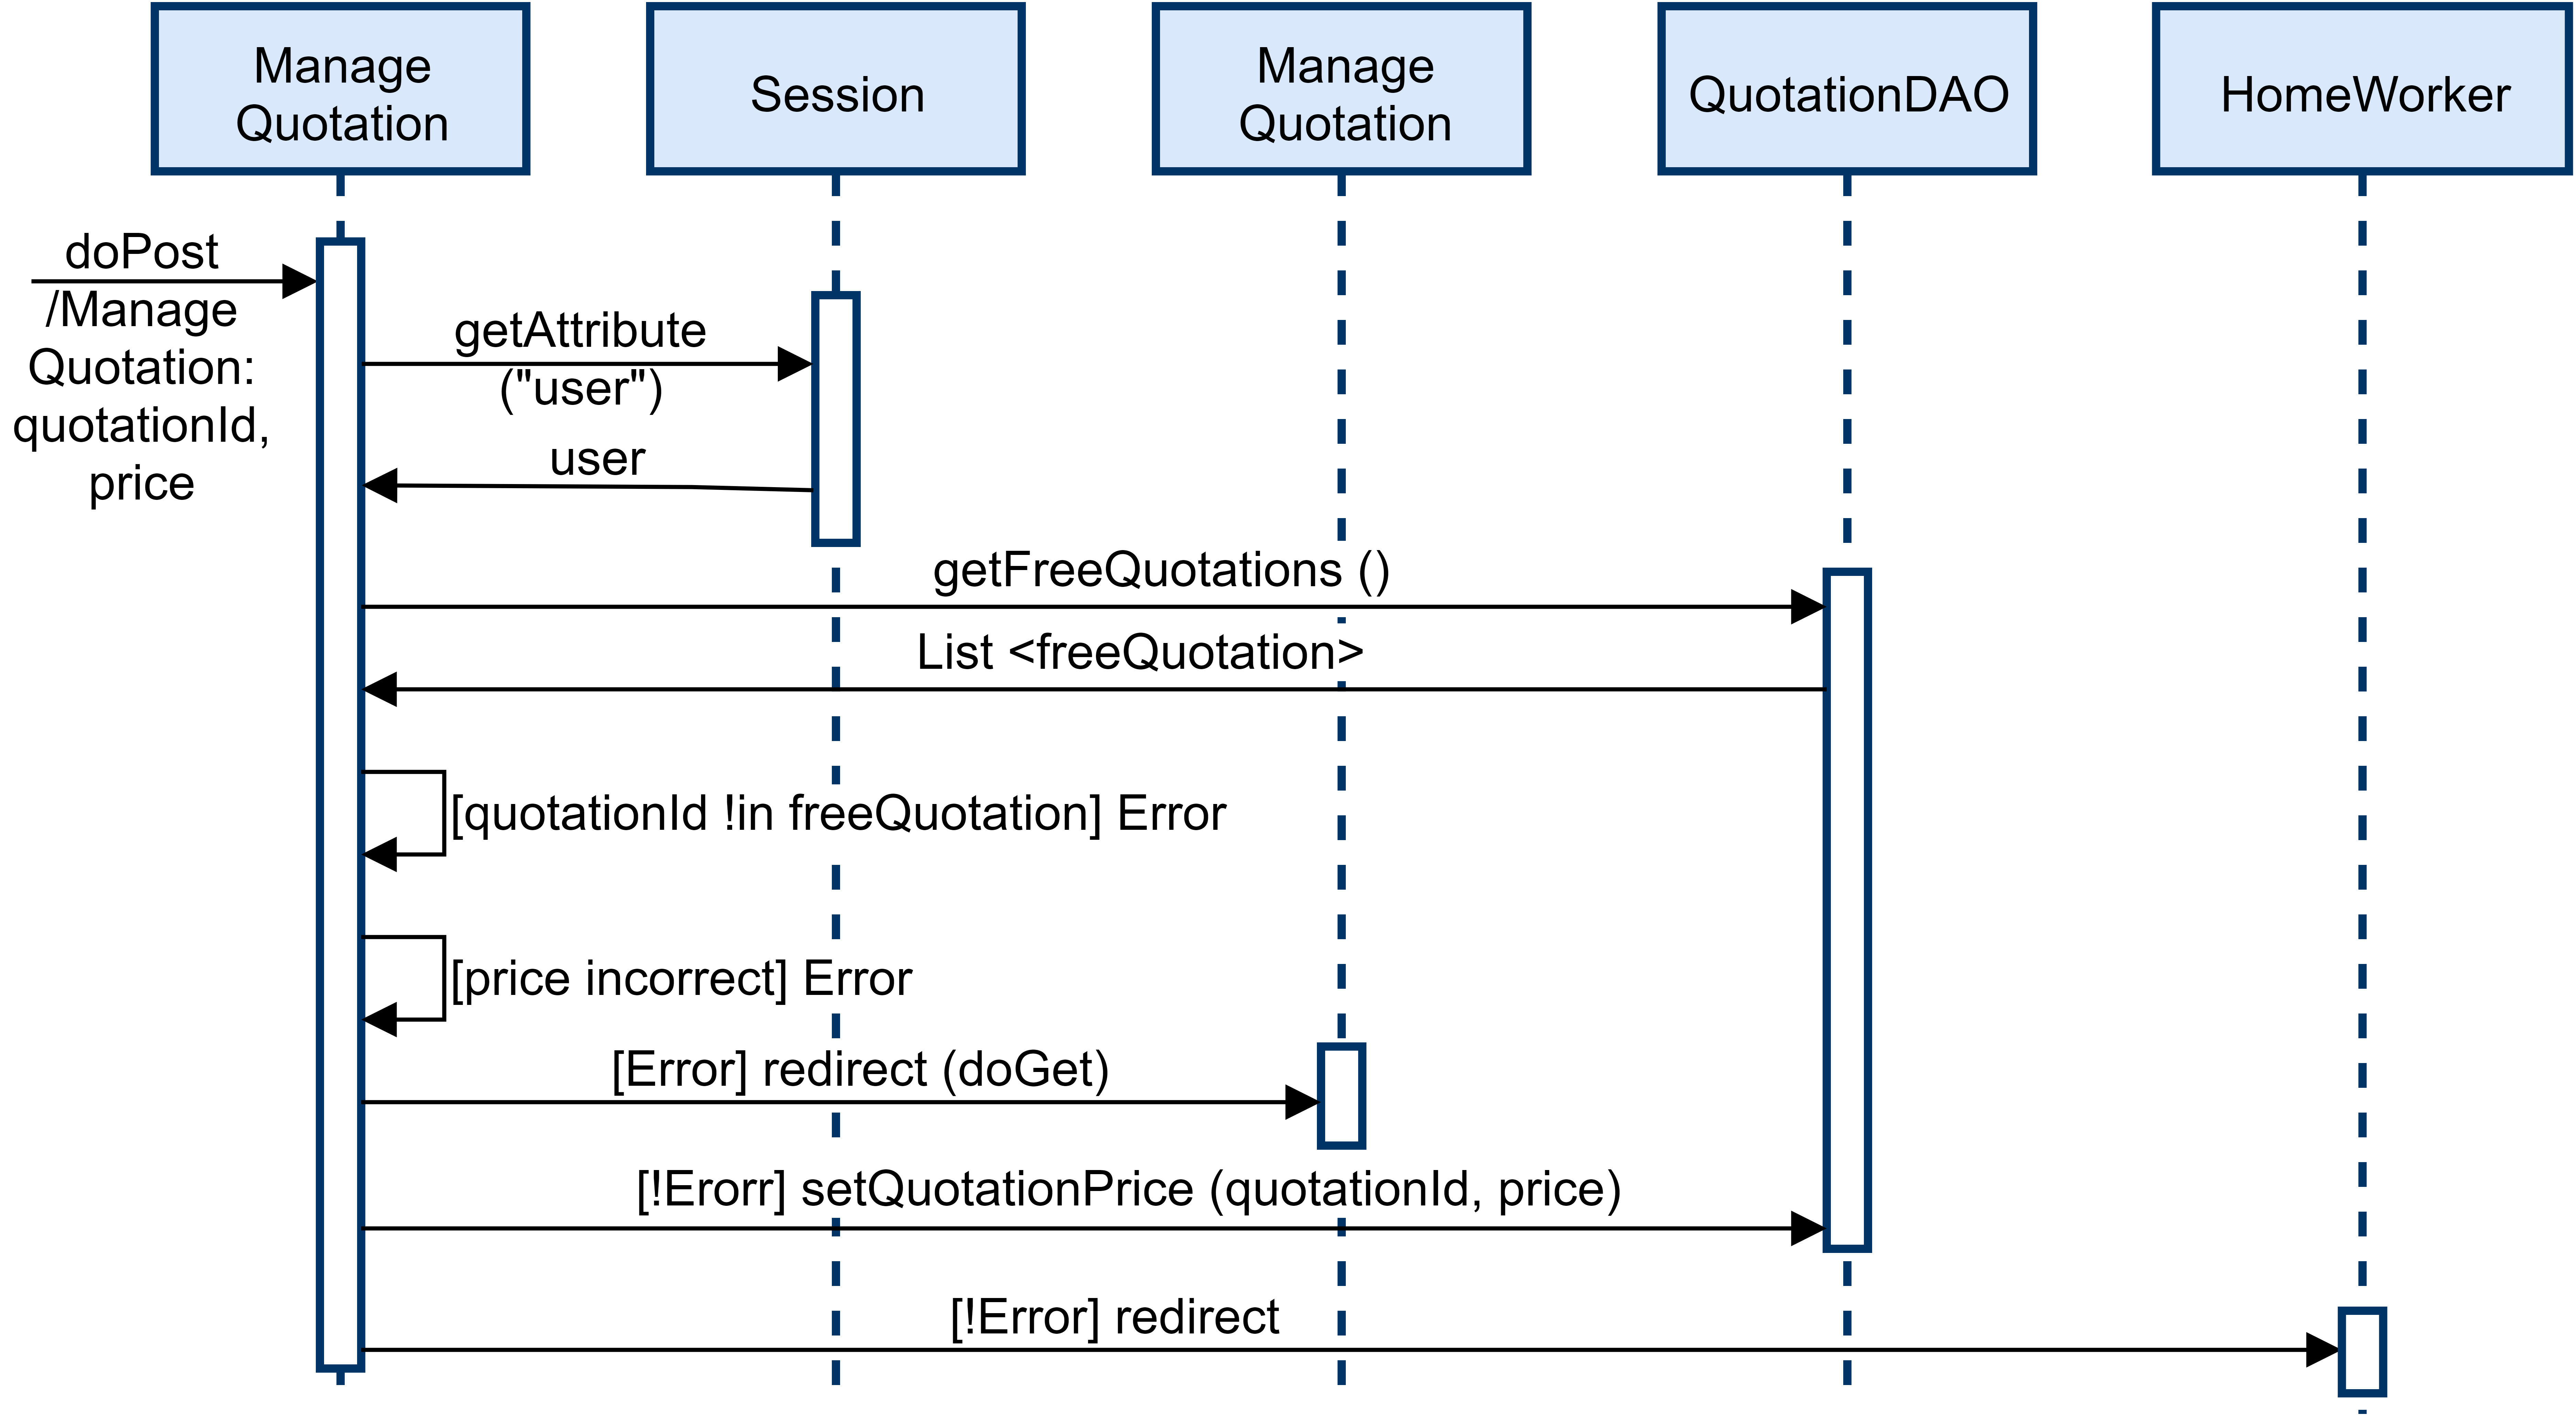 Manage
Quotation
Session
Manage
Quotation
QuotationDAO
HomeWorker
doPost
/Manage
Quotation:
quotationId,
price
getAttribute
("user")
user
getFreeQuotations ()
List <freeQuotation>
[quotationId !in freeQuotation] Error
[price incorrect] Error
[Error] redirect (doGet)
[!Erorr] setQuotationPrice (quotationId, price)
[!Error] redirect